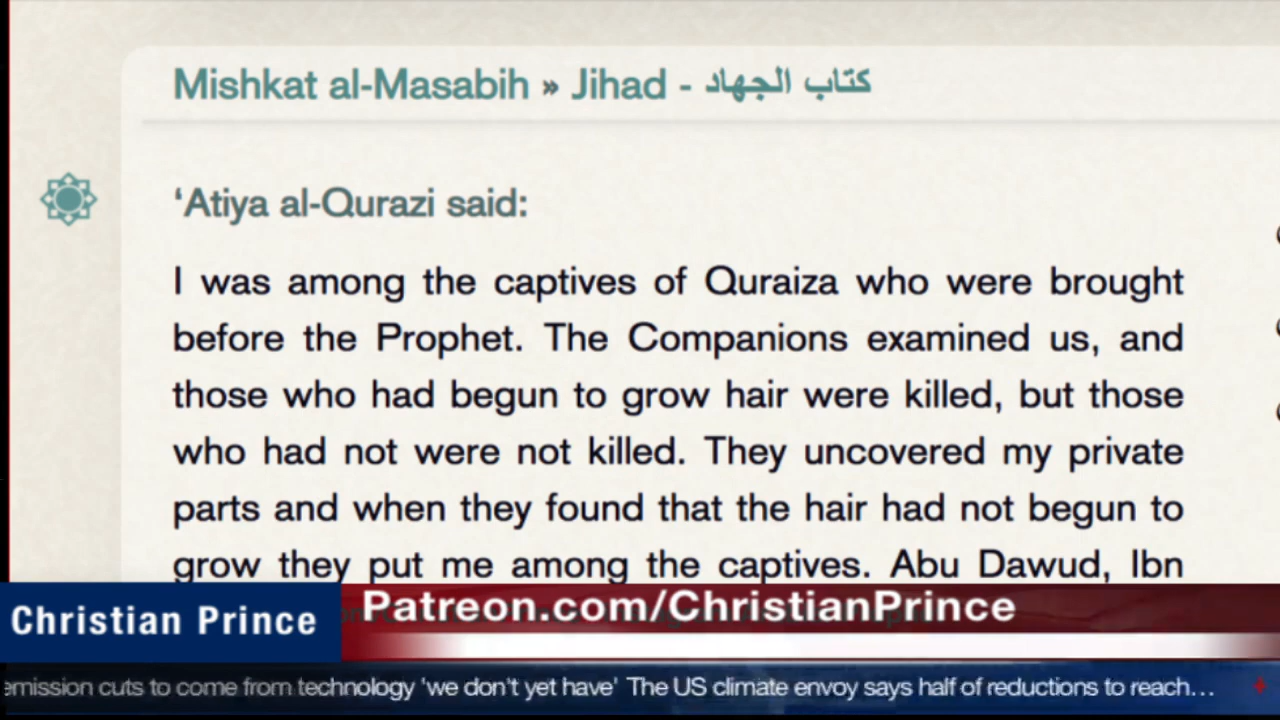 Mishkat al-Masabih » Jihad - كتاب الجهاد
‘Atiya al-Qurazi said:
I was among the captives of Quraiza who were brought
before the Prophet. The Companions examined us, and
those who had begun to grow hair were killed, but those
who had not were not killed. They uncovered my private
parts and when they found that the hair had not begun to
grow they put me among the captives. Abu Dawud, Ibn
Christian Prince
Patreon.com/ChristianPrince
emission cuts to come from technology 'we don't yet have' The US climate envoy says half of reductions to reach…